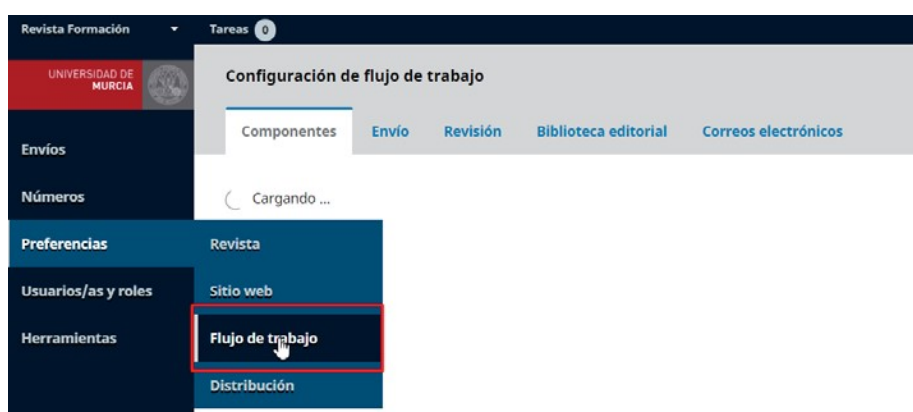 Revista Formación
Tareas 0
UNIVERSIDAD DE
MURCIA
Configuración de flujo de trabajo
Componentes Envío Revisión Biblioteca editorial Correos electrónicos
Cargando ...
Envíos
Números
Preferencias
Usuarios/as y roles
Herramientas
Revista
Sitio web
Flujo de trabajo
Distribución